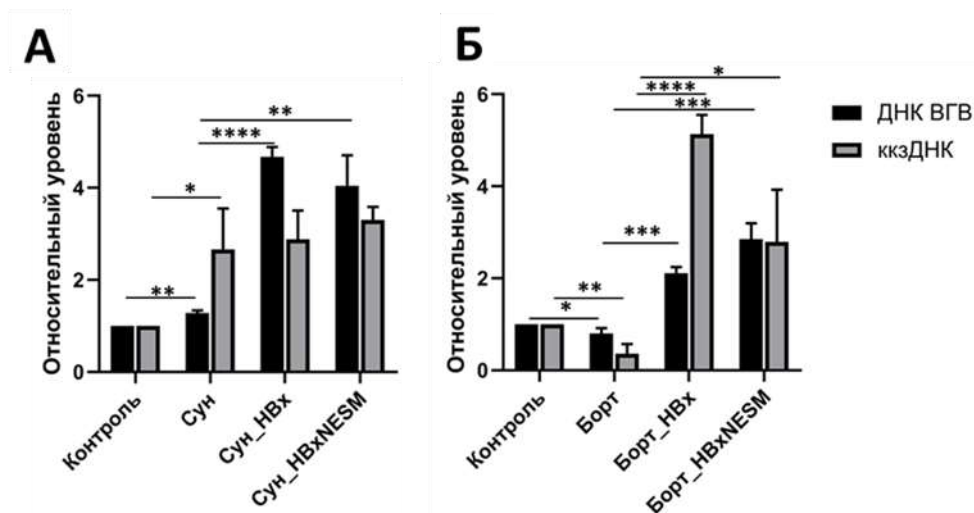 А
Относительный уровень
6
4
2
0
**
*
****
**
Контроль
Сун
Сун_HBx
Сун_HBxNESM
Б
Относительный уровень
6
4
2
0
*
**
***
***
****
*
Контроль
Борт
Борт_HBx
Борт_HBxNESM
ДНК ВГВ
ккзДНК